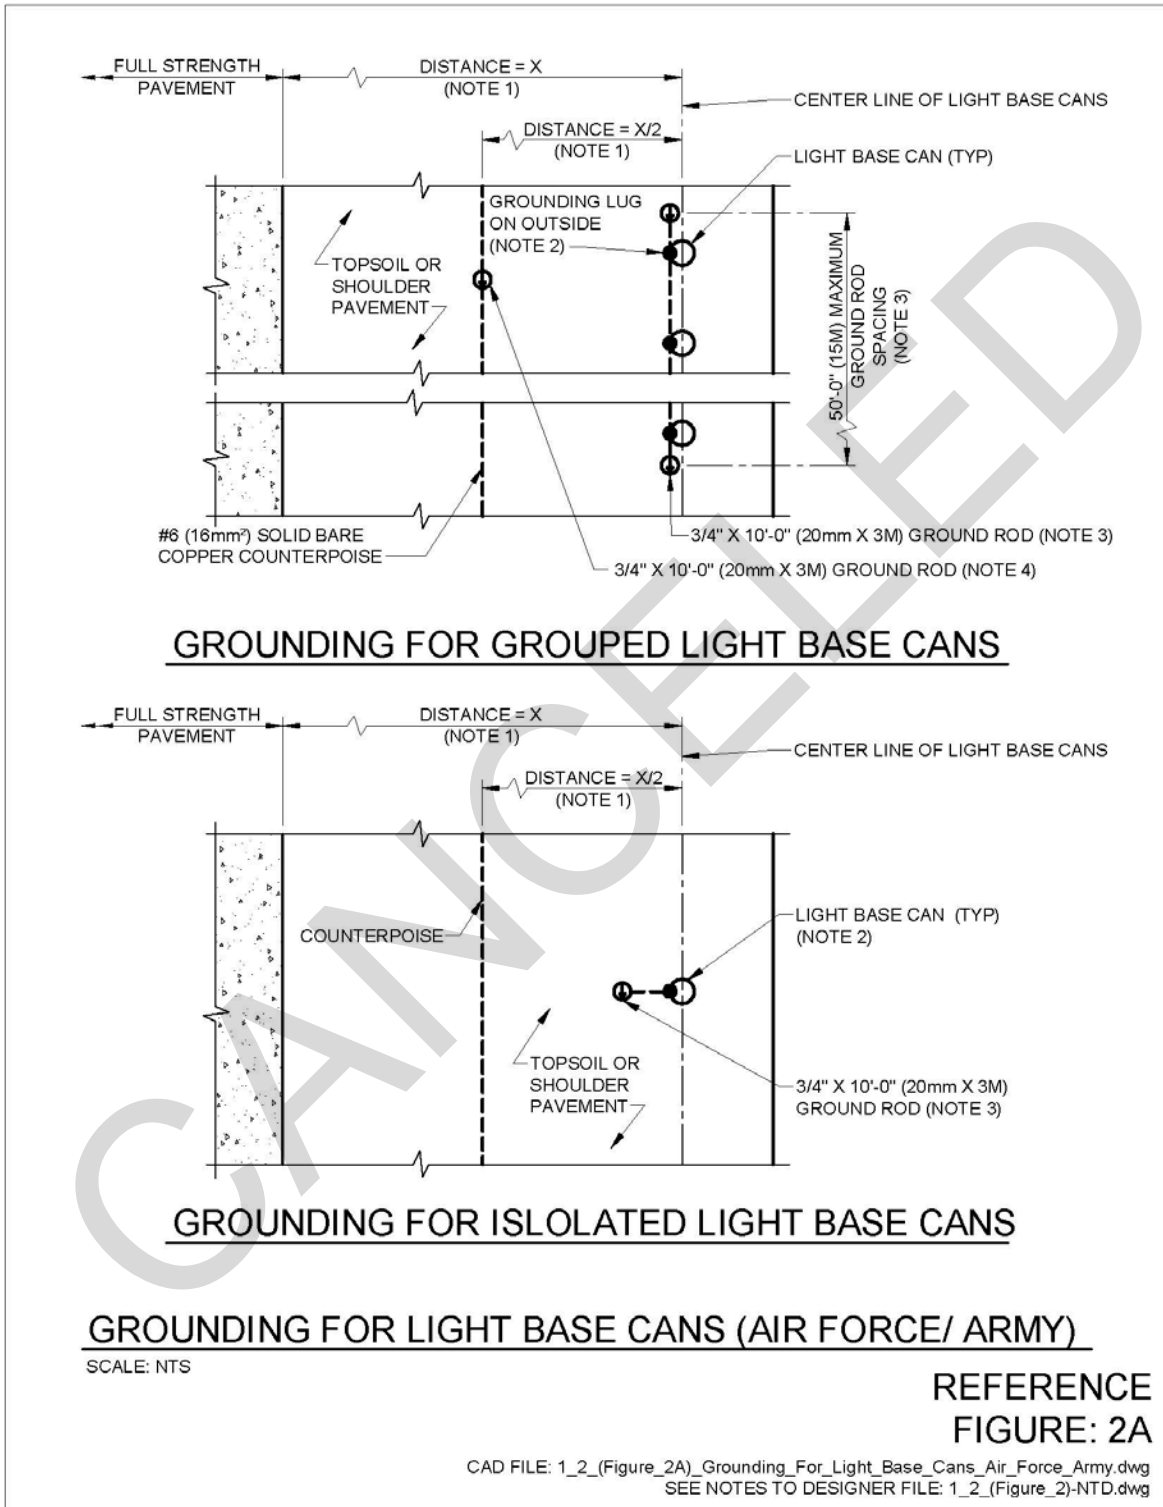 FULL STRENGTH
PAVEMENT
DISTANCE = X
(NOTE 1)
CENTER LINE OF LIGHT BASE CANS
DISTANCE = X/2
(NOTE 1)
LIGHT BASE CAN (TYP)
GROUNDING LUG
ON OUTSIDE
(NOTE 2)
TOPSOIL OR
SHOULDER
PAVEMENT
50'-0" (15M) MAXIMUM
GROUND ROD
SPACING
(NOTE 3)
#6 (16mm²) SOLID BARE
COPPER COUNTERPOISE
3/4" X 10'-0" (20mm X 3M) GROUND ROD (NOTE 3)
3/4" X 10'-0" (20mm X 3M) GROUND ROD (NOTE 4)
GROUNDING FOR GROUPED LIGHT BASE CANS
FULL STRENGTH
PAVEMENT
DISTANCE = X
(NOTE 1)
CENTER LINE OF LIGHT BASE CANS
DISTANCE = X/2
(NOTE 1)
COUNTERPOISE
LIGHT BASE CAN (TYP)
(NOTE 2)
TOPSOIL OR
SHOULDER
PAVEMENT
3/4" X 10'-0" (20mm X 3M)
GROUND ROD (NOTE 3)
GROUNDING FOR ISLOLATED LIGHT BASE CANS
GROUNDING FOR LIGHT BASE CANS (AIR FORCE/ ARMY)
SCALE: NTS
REFERENCE
FIGURE: 2A
CAD FILE: 1_2_(Figure_2A)_Grounding_For_Light_Base_Cans_Air_Force_Army.dwg
SEE NOTES TO DESIGNER FILE: 1_2_(Figure_2)-NTD.dwg
CANCELED